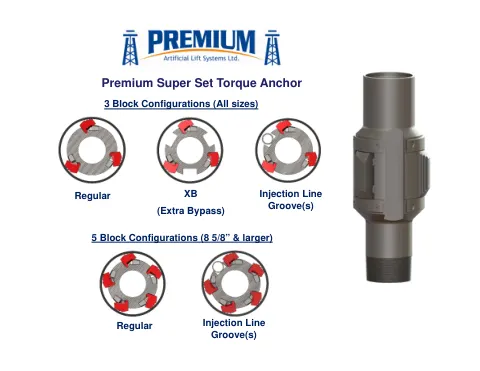 PREMIUM
Artificial Lift Systems Ltd.
Premium Super Set Torque Anchor
3 Block Configurations (All sizes)
Regular
XB
(Extra Bypass)
Injection Line
Groove(s)
5 Block Configurations (8 5/8" & larger)
Regular
Injection Line
Groove(s)